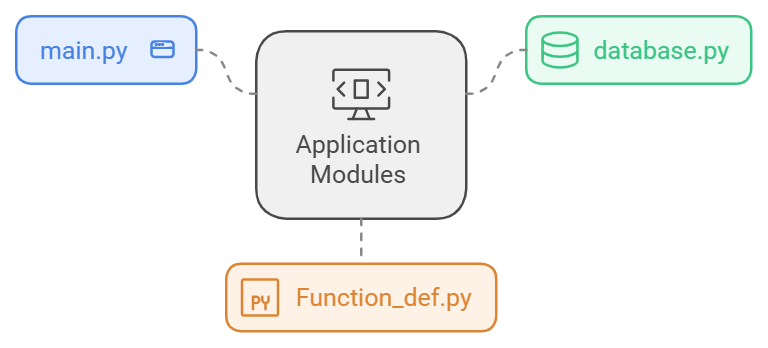 main.py
database.py
Application
Modules
PY
Function_def.py